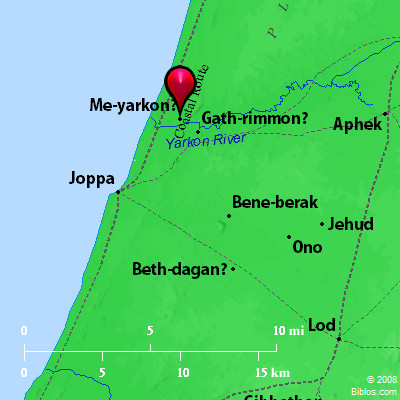 P L
Coastal Route
Me-yarkon?
Gath-rimmon?
Yarkon River
Aphek
Joppa
Bene-berak
Jehud
Ono
Beth-dagan?
Lod
0 5 10 mi
0 5 10 15 km
© 2008
Biblos.com